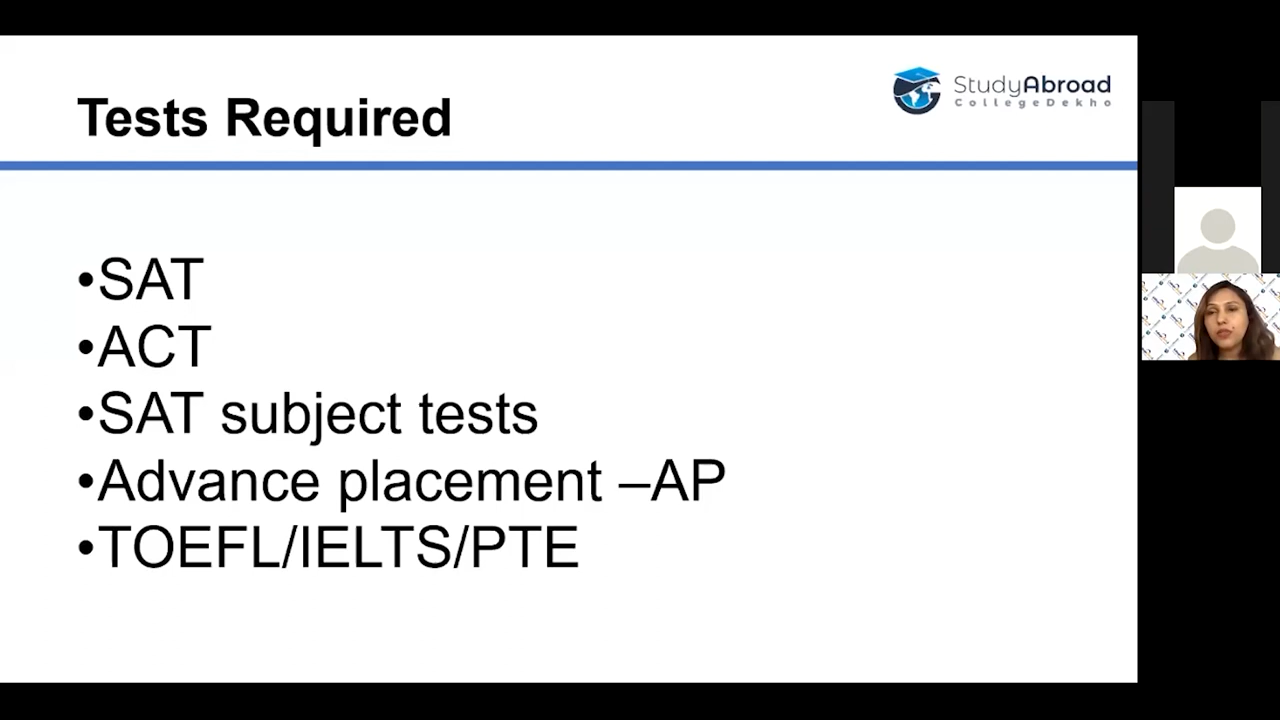 Tests Required
StudyAbroad
CollegeDekho
•SAT
•ACT
•SAT subject tests
•Advance placement –AP
•TOEFL/IELTS/PTE